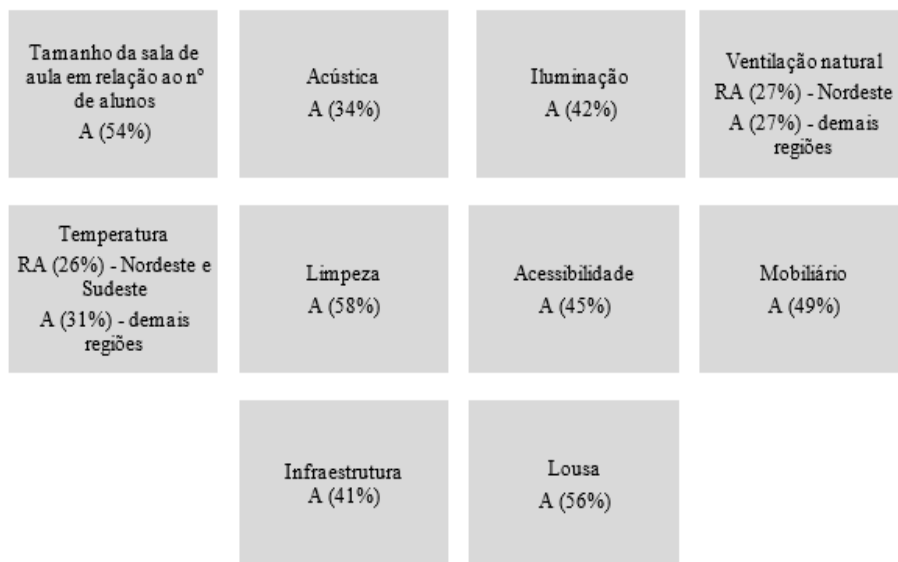 Tamanho da sala de
aula em relação ao nº
de alunos
A (54%)
Acústica
A (34%)
Iluminação
A (42%)
Ventilação natural
RA (27%) - Nordeste
A (27%) - demais
regiões
Temperatura
RA (26%) - Nordeste e
Sudeste
A (31%) - demais
regiões
Limpeza
A (58%)
Acessibilidade
A (45%)
Mobiliário
A (49%)
Infraestrutura
A (41%)
Lousa
A (56%)